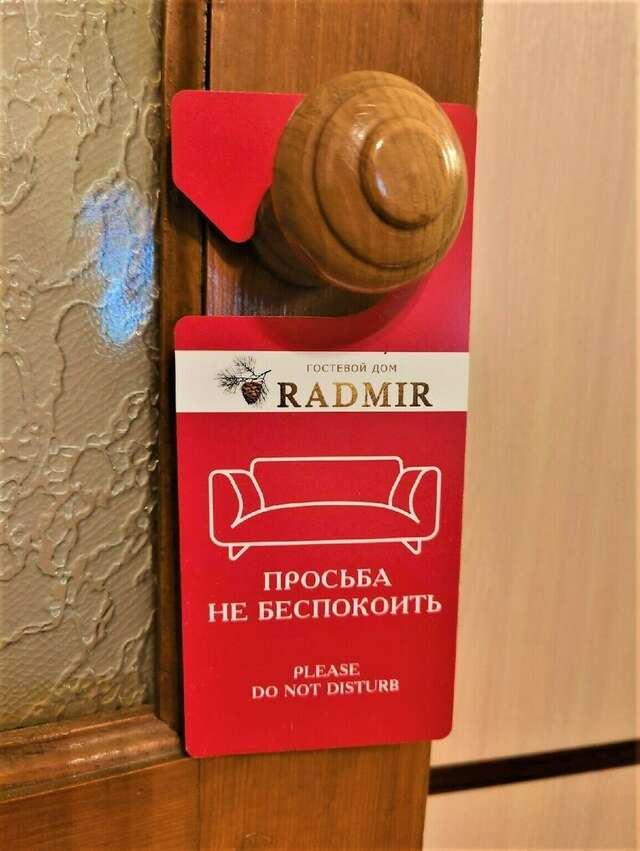 ГОСТЕВОЙ ДОМ
RADMIR
ПРОСЬБА
НЕ БЕСПОКОИТЬ
PLEASE
DO NOT DISTURB